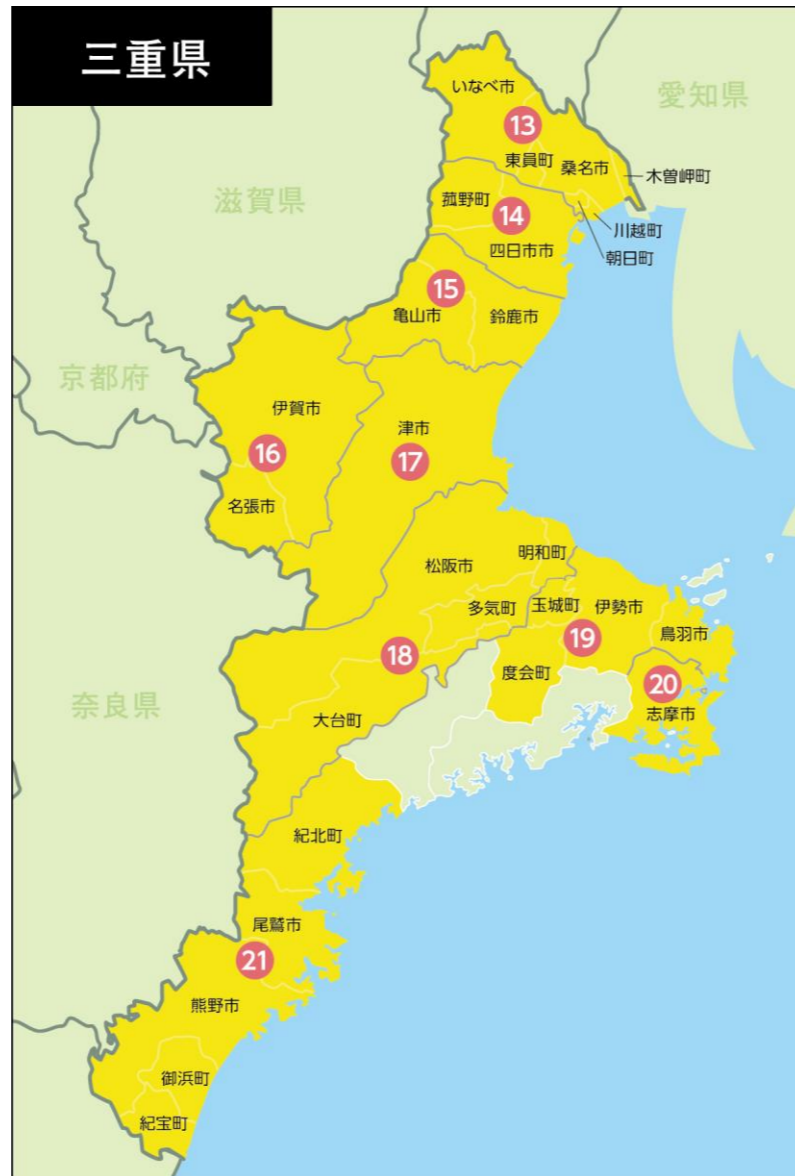 三重県
愛知県
滋賀県
京都府
奈良県
いなべ市
13
東員町
桑名市
木曽岬町
菰野町
14
四日市市
川越町
朝日町
15
亀山市
鈴鹿市
伊賀市
16
名張市
津市
17
松阪市
明和町
多気町
玉城町
伊勢市
鳥羽市
18
19
度会町
20
志摩市
大台町
紀北町
尾鷲市
21
熊野市
御浜町
紀宝町